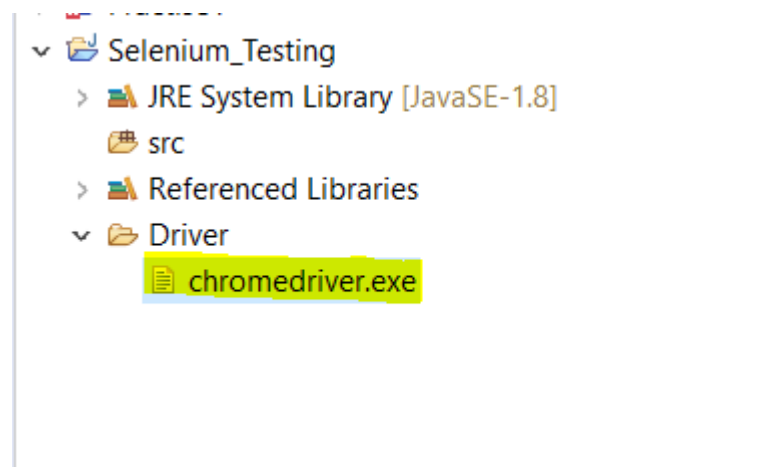 Selenium_Testing
JRE System Library [JavaSE-1.8]
src
Referenced Libraries
Driver
chromedriver.exe